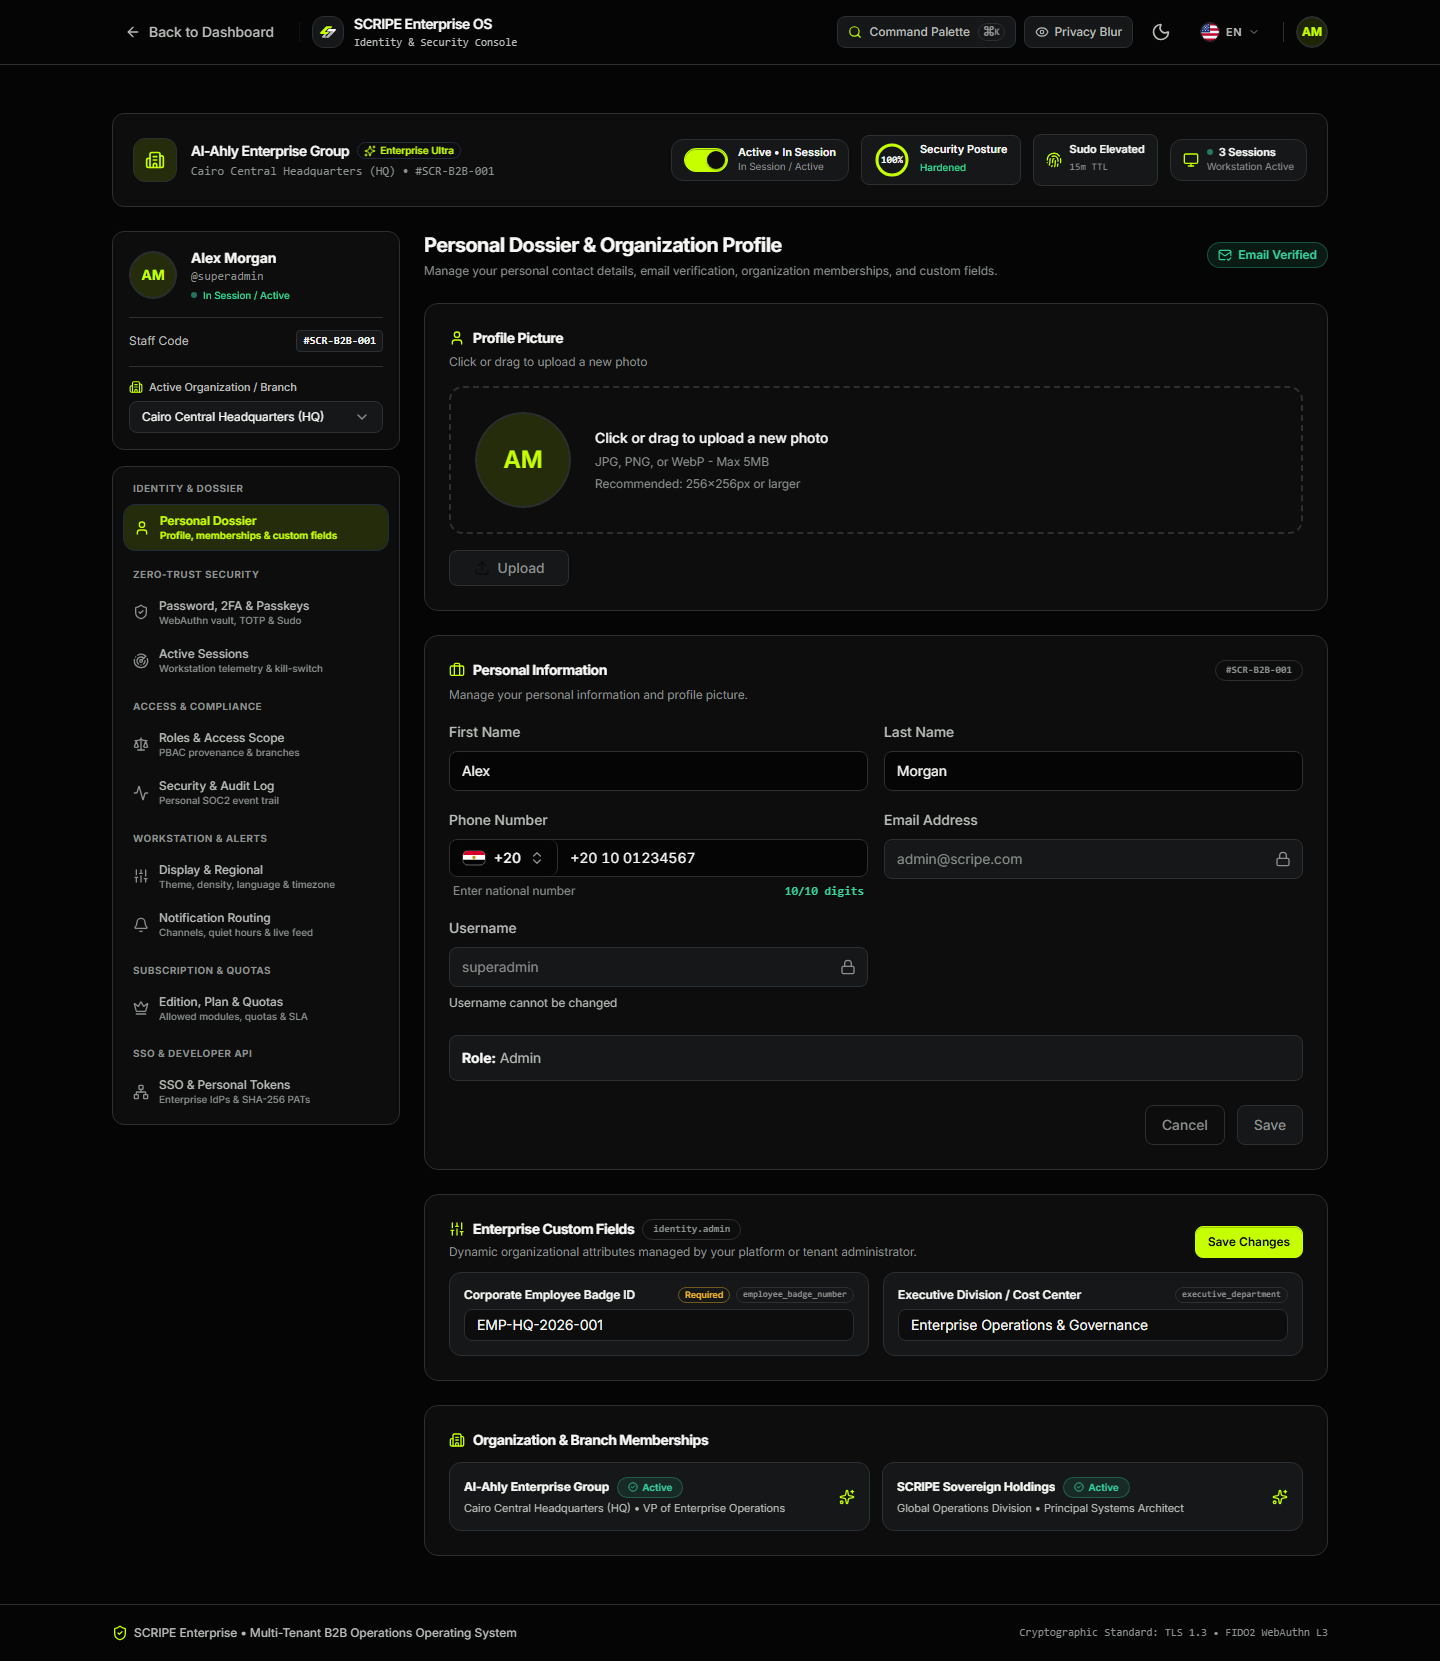 Back to Dashboard
SCRIPE Enterprise OS
Identity & Security Console
Command Palette ⌘K
Privacy Blur
EN
AM
Al-Ahly Enterprise Group
Enterprise Ultra
Cairo Central Headquarters (HQ) • #SCR-B2B-001
Active • In Session
In Session / Active
100%
Security Posture
Hardened
Sudo Elevated
15m TTL
3 Sessions
Workstation Active
AM
Alex Morgan
@superadmin
In Session / Active
Staff Code
#SCR-B2B-001
Active Organization / Branch
Cairo Central Headquarters (HQ)
IDENTITY & DOSSIER
Personal Dossier
Profile, memberships & custom fields
ZERO-TRUST SECURITY
Password, 2FA & Passkeys
WebAuthn vault, TOTP & Sudo
Active Sessions
Workstation telemetry & kill-switch
ACCESS & COMPLIANCE
Roles & Access Scope
PBAC provenance & branches
Security & Audit Log
Personal SOC2 event trail
WORKSTATION & ALERTS
Display & Regional
Theme, density, language & timezone
Notification Routing
Channels, quiet hours & live feed
SUBSCRIPTION & QUOTAS
Edition, Plan & Quotas
Allowed modules, quotas & SLA
SSO & DEVELOPER API
SSO & Personal Tokens
Enterprise IdPs & SHA-256 PATs
Personal Dossier & Organization Profile
Manage your personal contact details, email verification, organization memberships, and custom fields.
Email Verified
Profile Picture
Click or drag to upload a new photo
AM
Click or drag to upload a new photo
JPG, PNG, or WebP - Max 5MB
Recommended: 256×256px or larger
Upload
Personal Information
#SCR-B2B-001
Manage your personal information and profile picture.
First Name
Alex
Last Name
Morgan
Phone Number
+20
+20 10 01234567
Enter national number
10/10 digits
Email Address
admin@scripe.com
Username
superadmin
Username cannot be changed
Role: Admin
Cancel
Save
Enterprise Custom Fields
identity.admin
Dynamic organizational attributes managed by your platform or tenant administrator.
Save Changes
Corporate Employee Badge ID
Required
employee_badge_number
EMP-HQ-2026-001
Executive Division / Cost Center
executive_department
Enterprise Operations & Governance
Organization & Branch Memberships
Al-Ahly Enterprise Group
Active
Cairo Central Headquarters (HQ) • VP of Enterprise Operations
SCRIPE Sovereign Holdings
Active
Global Operations Division • Principal Systems Architect
SCRIPE Enterprise • Multi-Tenant B2B Operations Operating System
Cryptographic Standard: TLS 1.3 • FIDO2 WebAuthn L3